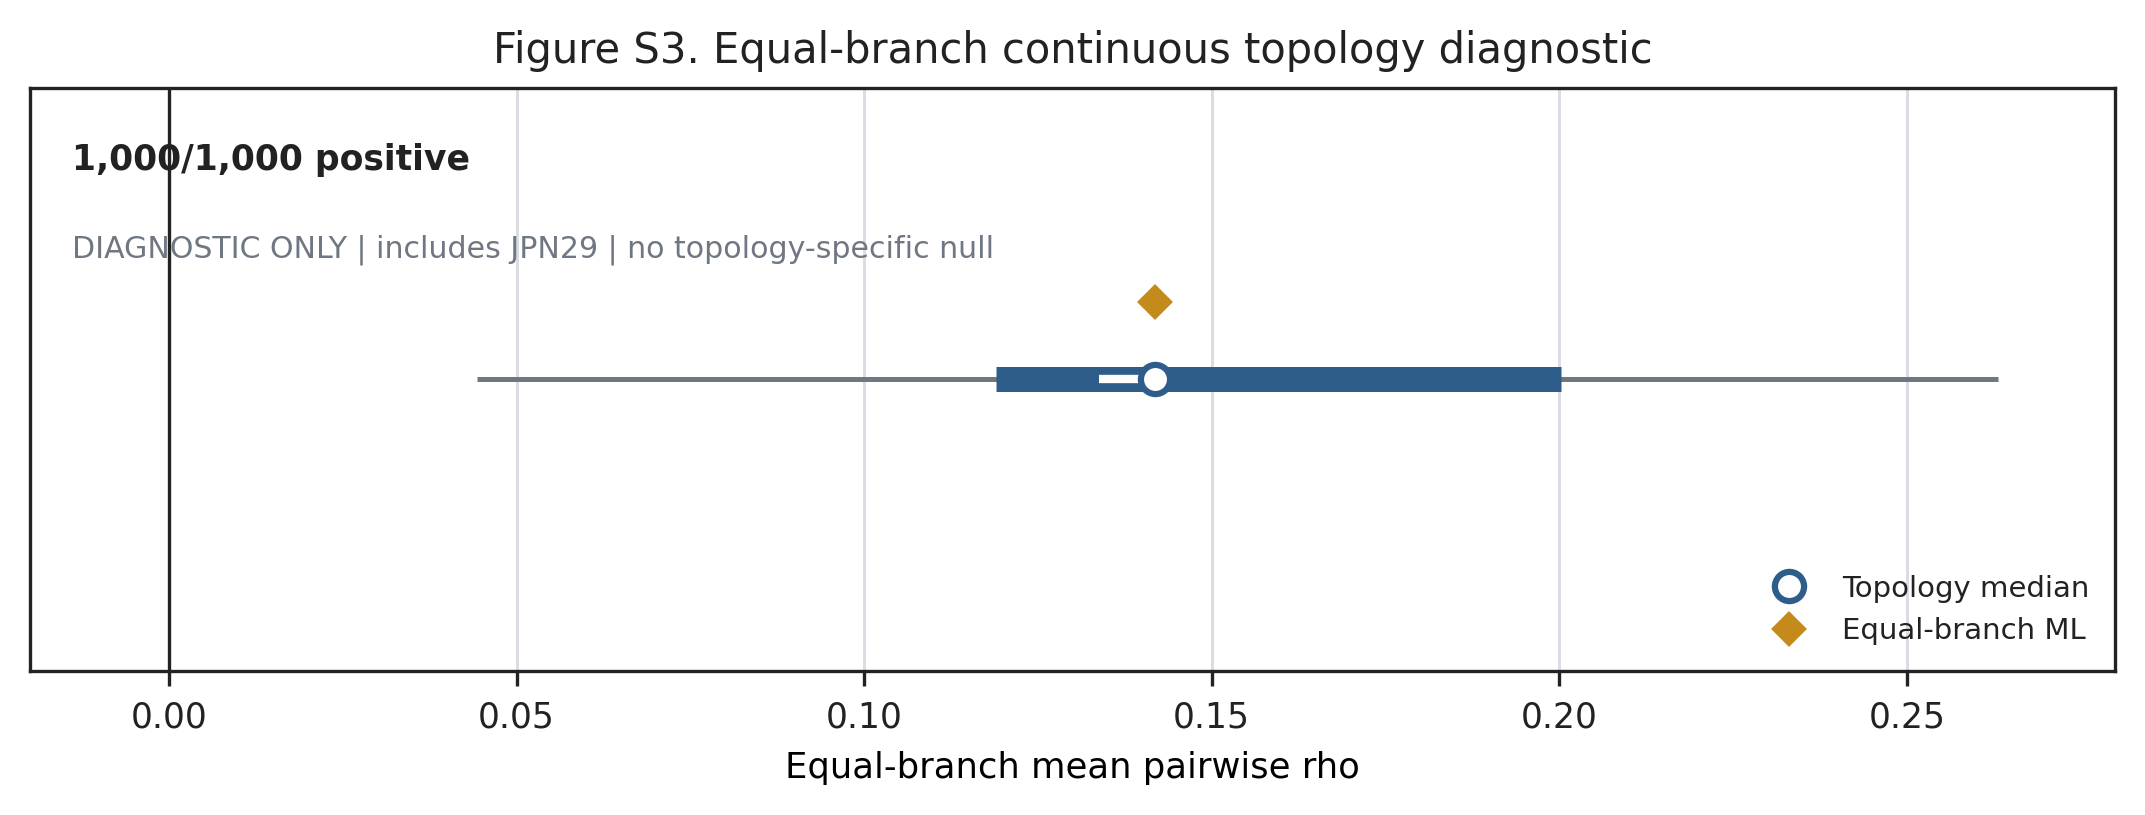 Figure S3. Equal-branch continuous topology diagnostic
1,000/1,000 positive
DIAGNOSTIC ONLY | includes JPN29 | no topology-specific null
Topology median
Equal-branch ML
0.00 0.05 0.10 0.15 0.20 0.25
Equal-branch mean pairwise rho